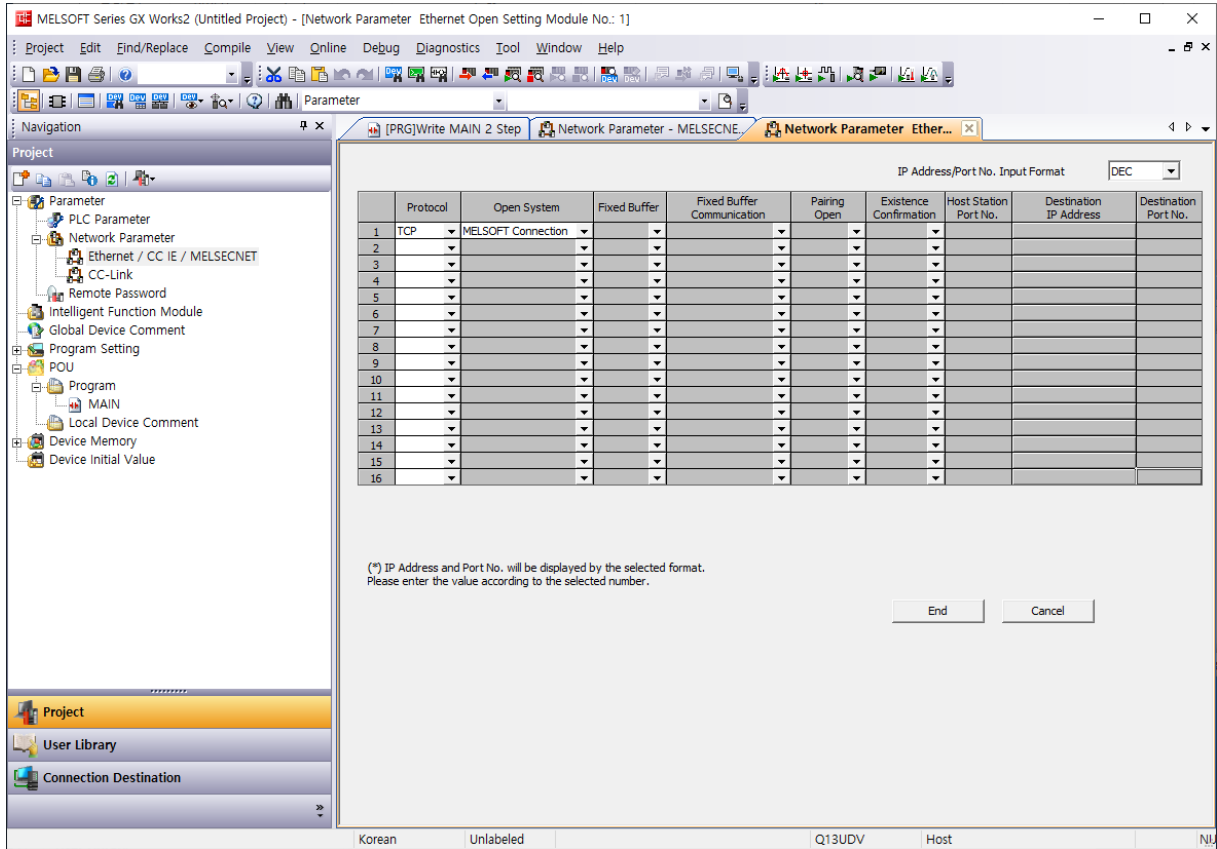 MELSOFT Series GX Works2 (Untitled Project) - [Network Parameter  Ethernet Open Setting Module No.: 1]
Project Edit Find/Replace Compile View Online Debug Diagnostics Tool Window Help
Parameter
Navigation
[PRG]Write MAIN 2 Step
Network Parameter - MELSECNE...
Network Parameter Ether...
Project
Parameter
PLC Parameter
Network Parameter
Ethernet / CC IE / MELSECNET
CC-Link
Remote Password
Intelligent Function Module
Global Device Comment
Program Setting
POU
Program
MAIN
Local Device Comment
Device Memory
Device Initial Value
Project
User Library
Connection Destination
IP Address/Port No. Input Format DEC
Protocol Open System Fixed Buffer Fixed Buffer Communication Pairing Open Existence Confirmation Host Station Port No. Destination IP Address Destination Port No.
1 TCP MELSOFT Connection
2
3
4
5
6
7
8
9
10
11
12
13
14
15
16
(*) IP Address and Port No. will be displayed by the selected format.
Please enter the value according to the selected number.
End Cancel
Korean Unlabeled Q13UDV Host